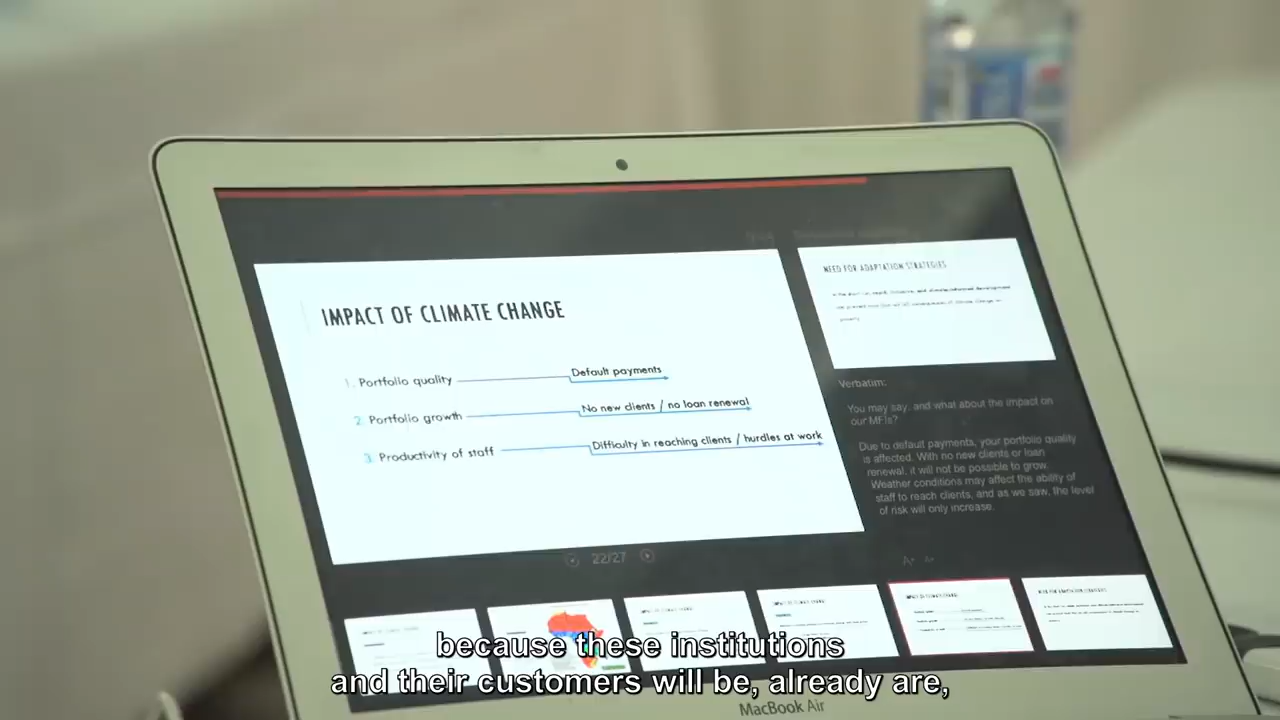 IMPACT OF CLIMATE CHANGE
1. Portfolio quality
Default payments
2. Portfolio growth
No new clients / no loan renewal
3. Productivity of staff
Difficulty in reaching clients / hurdles at work
NEED FOR ADAPTATION STRATEGIES
Verbatim:
You may say, and what about the impact on
our MFIs?
Due to default payments, your portfolio quality
is affected. With no new clients or loan
renewal, it will not be possible to grow.
Weather conditions may affect the ability of
staff to reach clients, and as we saw, the level
of risk will only increase.
22/27
because these institutions
and their customers will be, already are,
MacBook Air